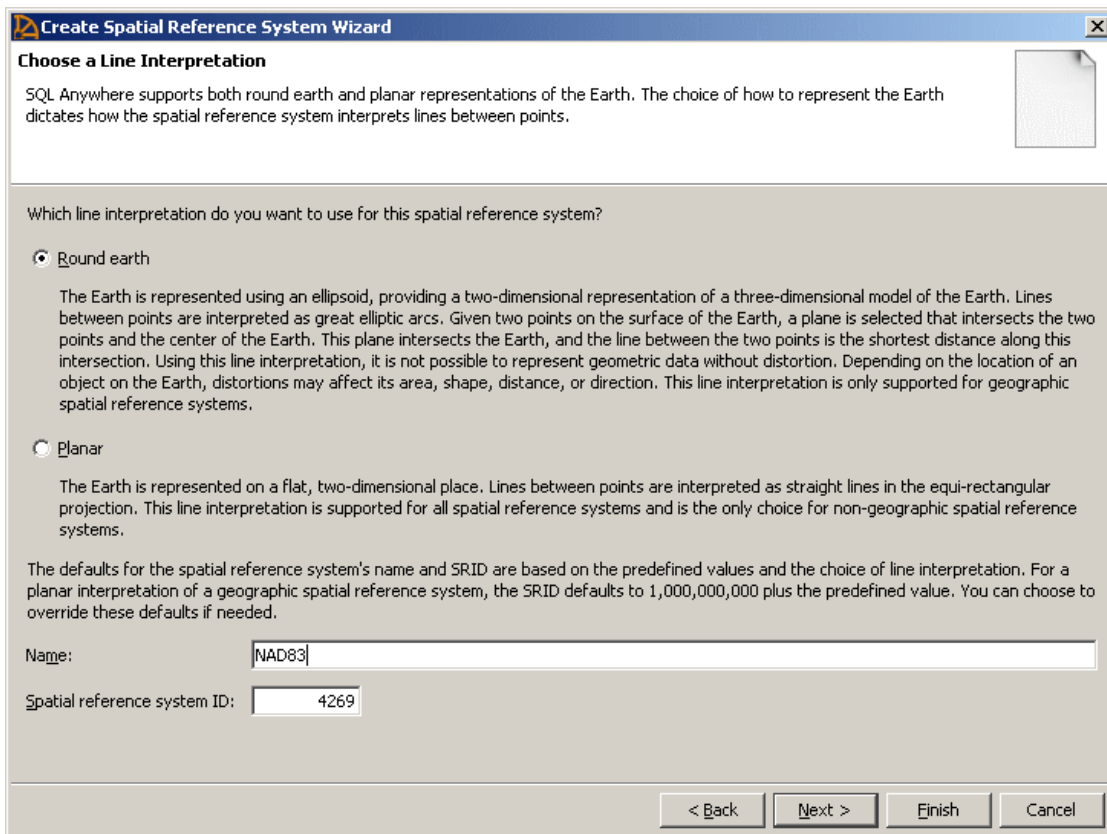 Create Spatial Reference System Wizard
Choose a Line Interpretation
SQL Anywhere supports both round earth and planar representations of the Earth. The choice of how to represent the Earth
dictates how the spatial reference system interprets lines between points.
Which line interpretation do you want to use for this spatial reference system?
Round earth
The Earth is represented using an ellipsoid, providing a two-dimensional representation of a three-dimensional model of the Earth. Lines
between points are interpreted as great elliptic arcs. Given two points on the surface of the Earth, a plane is selected that intersects the two
points and the center of the Earth. This plane intersects the Earth, and the line between the two points is the shortest distance along this
intersection. Using this line interpretation, it is not possible to represent geometric data without distortion. Depending on the location of an
object on the Earth, distortions may affect its area, shape, distance, or direction. This line interpretation is only supported for geographic
spatial reference systems.
Planar
The Earth is represented on a flat, two-dimensional place. Lines between points are interpreted as straight lines in the equi-rectangular
projection. This line interpretation is supported for all spatial reference systems and is the only choice for non-geographic spatial reference
systems.
The defaults for the spatial reference system's name and SRID are based on the predefined values and the choice of line interpretation. For a
planar interpretation of a geographic spatial reference system, the SRID defaults to 1,000,000,000 plus the predefined value. You can choose to
override these defaults if needed.
Name: NAD83
Spatial reference system ID: 4269
< Back Next > Finish Cancel